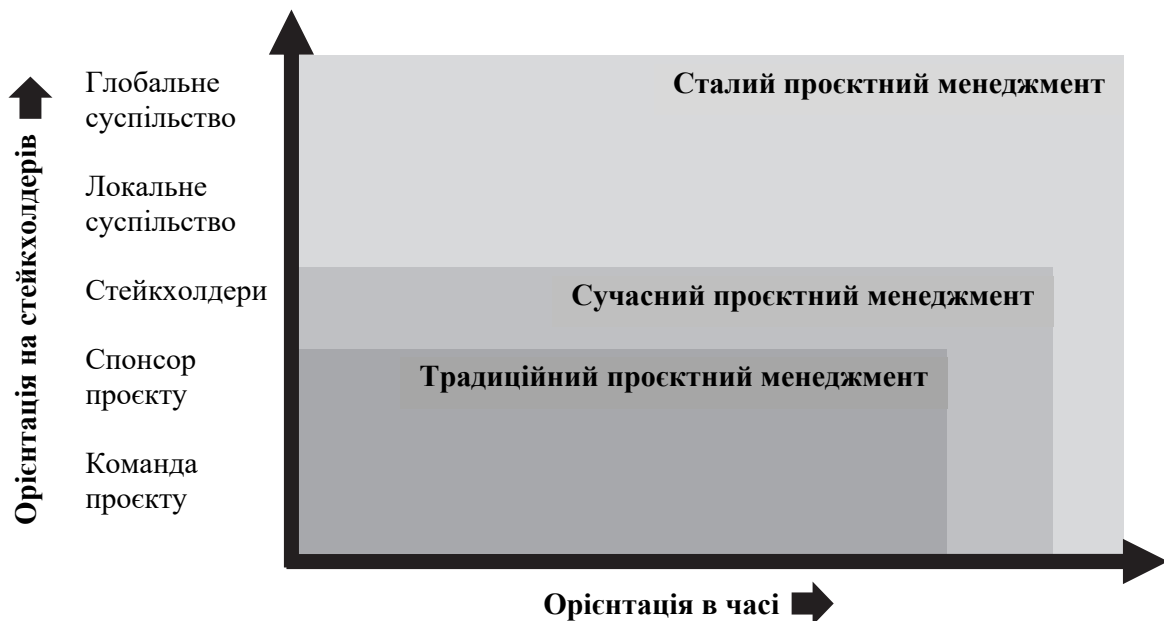 Орієнтація на стейкхолдерів
Глобальне
суспільство
Локальне
суспільство
Стейкхолдери
Спонсор
проєкту
Команда
проєкту
Сталий проєктний менеджмент
Сучасний проєктний менеджмент
Традиційний проєктний менеджмент
Орієнтація в часі